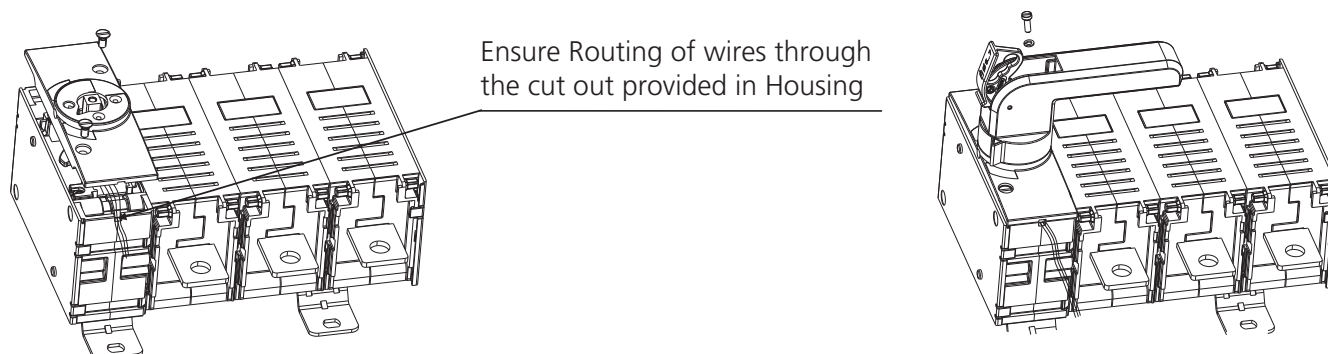 Ensure Routing of wires through
the cut out provided in Housing